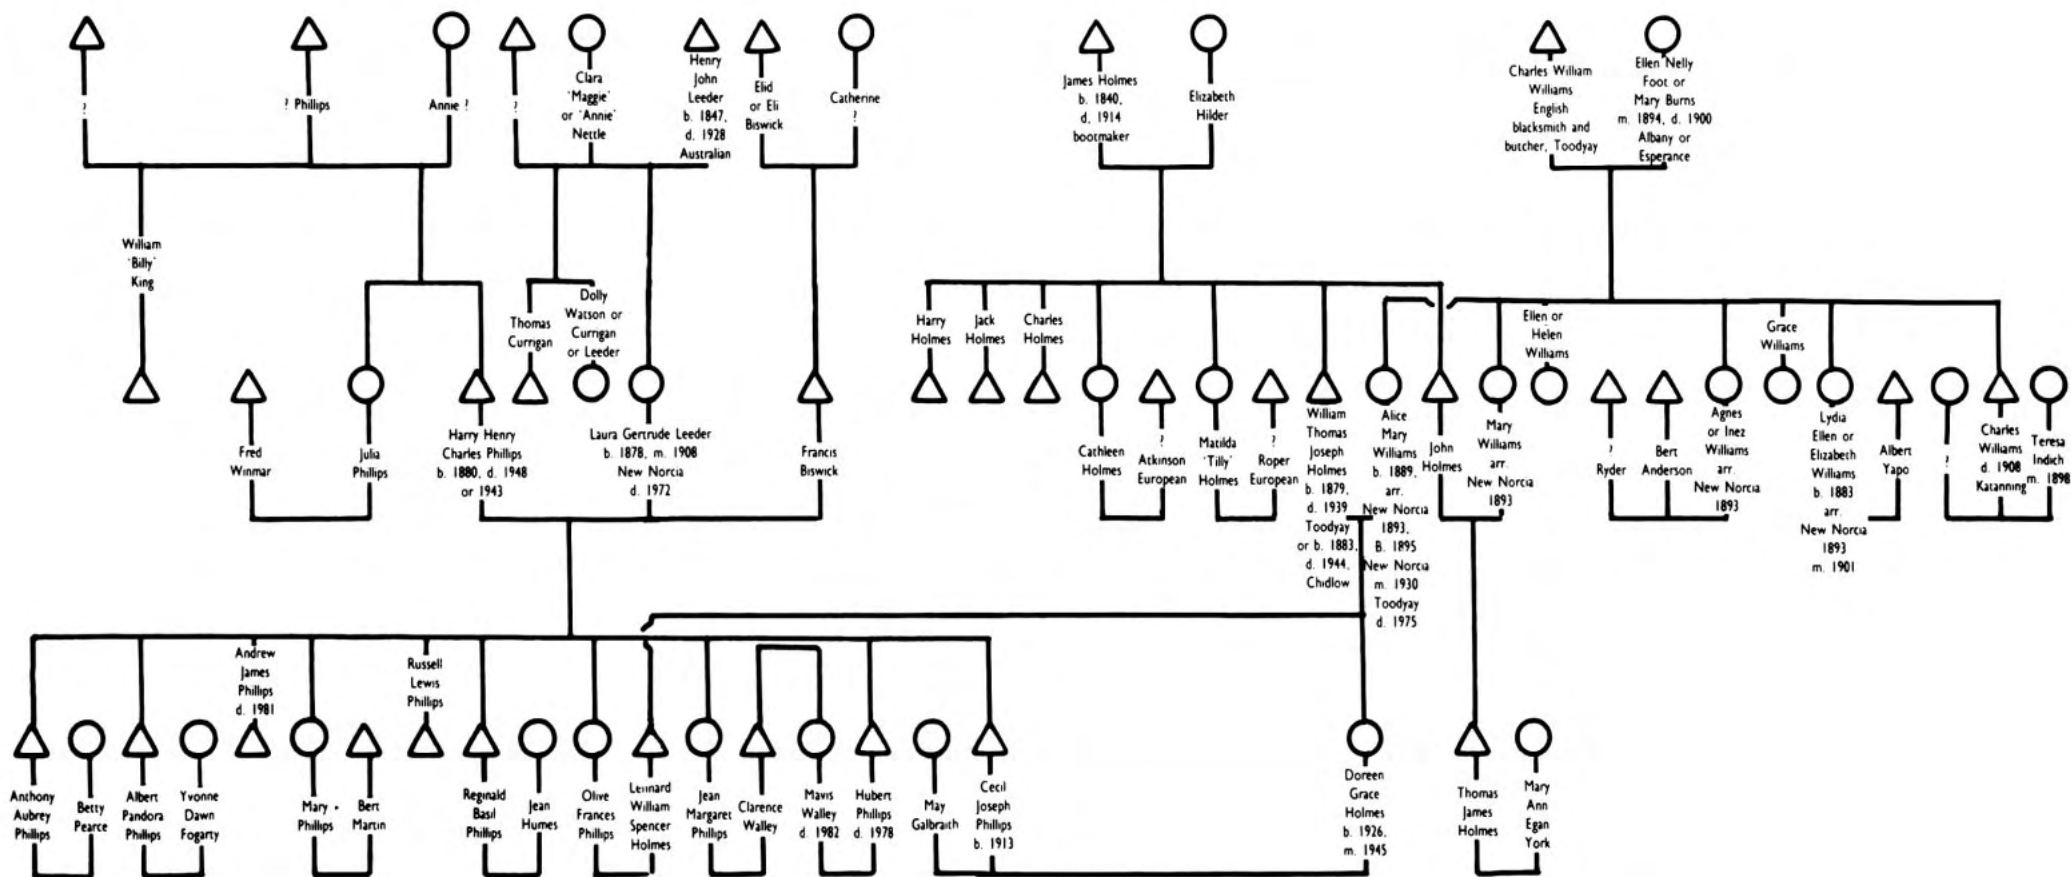 ?
? Phillips
Annie ?
?
Clara
'Maggie'
or 'Annie'
Nettle
Henry
John
Leeder
b. 1847,
d. 1928
Australian
Elid
or Eli
Biswick
Catherine
?
James Holmes
b. 1840,
d. 1914
bootmaker
Elizabeth
Hilder
Charles William
Williams
English
blacksmith and
butcher, Toodyay
Ellen 'Nelly'
Foot or
Mary Burns
m. 1894, d. 1900
Albany or
Esperance
William
'Billy'
King
Fred
Winmar
Julia
Phillips
Harry Henry
Charles Phillips
b. 1880, d. 1948
or 1943
Thomas
Currigan
Dolly
Watson or
Currigan
or Leeder
Laura Gertrude Leeder
b. 1878, m. 1908
New Norcia
d. 1972
Francis
Biswick
Harry
Holmes
Jack
Holmes
Charles
Holmes
Cathleen
Holmes
?
Atkinson
European
Matilda
'Tilly'
Holmes
?
Roper
European
William
Thomas
Joseph
Holmes
b. 1879,
d. 1939
Toodyay
or b. 1883,
d. 1944,
Chidlow
Alice
Mary
Williams
b. 1889,
arr.
New Norcia
1893,
B. 1895
New Norcia
m. 1930
Toodyay
d. 1975
John
Holmes
Mary
Williams
arr.
New Norcia
1893
Ellen or
Helen
Williams
?
Ryder
Bert
Anderson
Agnes
or Inez
Williams
arr.
New Norcia
1893
Grace
Williams
Lydia
Ellen or
Elizabeth
Williams
b. 1883
arr.
New Norcia
1893
m. 1901
Albert
Yapo
?
Charles
Williams
d. 1908
Katanning
Teresa
Indich
m. 1898
Anthony
Aubrey
Phillips
Betty
Pearce
Albert
Pandora
Phillips
Yvonne
Dawn
Fogarty
Andrew
James
Phillips
d. 1981
Mary
Phillips
Bert
Martin
Russell
Lewis
Phillips
Reginald
Basil
Phillips
Jean
Humes
Olive
Frances
Phillips
Lennard
William
Spencer
Holmes
Jean
Margaret
Phillips
Clarence
Walley
Mavis
Walley
d. 1982
Hubert
Phillips
d. 1978
May
Galbraith
Cecil
Joseph
Phillips
b. 1913
Doreen
Grace
Holmes
b. 1926,
m. 1945
Thomas
James
Holmes
Mary
Ann
Egan
York